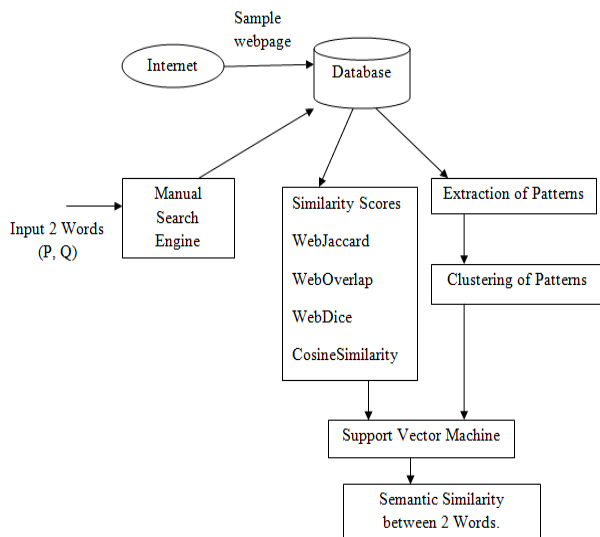 Sample
webpage
Internet
Database
Manual
Search
Engine
Input 2 Words
(P, Q)
Similarity Scores
WebJaccard
WebOverlap
WebDice
CosineSimilarity
Extraction of Patterns
Clustering of Patterns
Support Vector Machine
Semantic Similarity
between 2 Words.